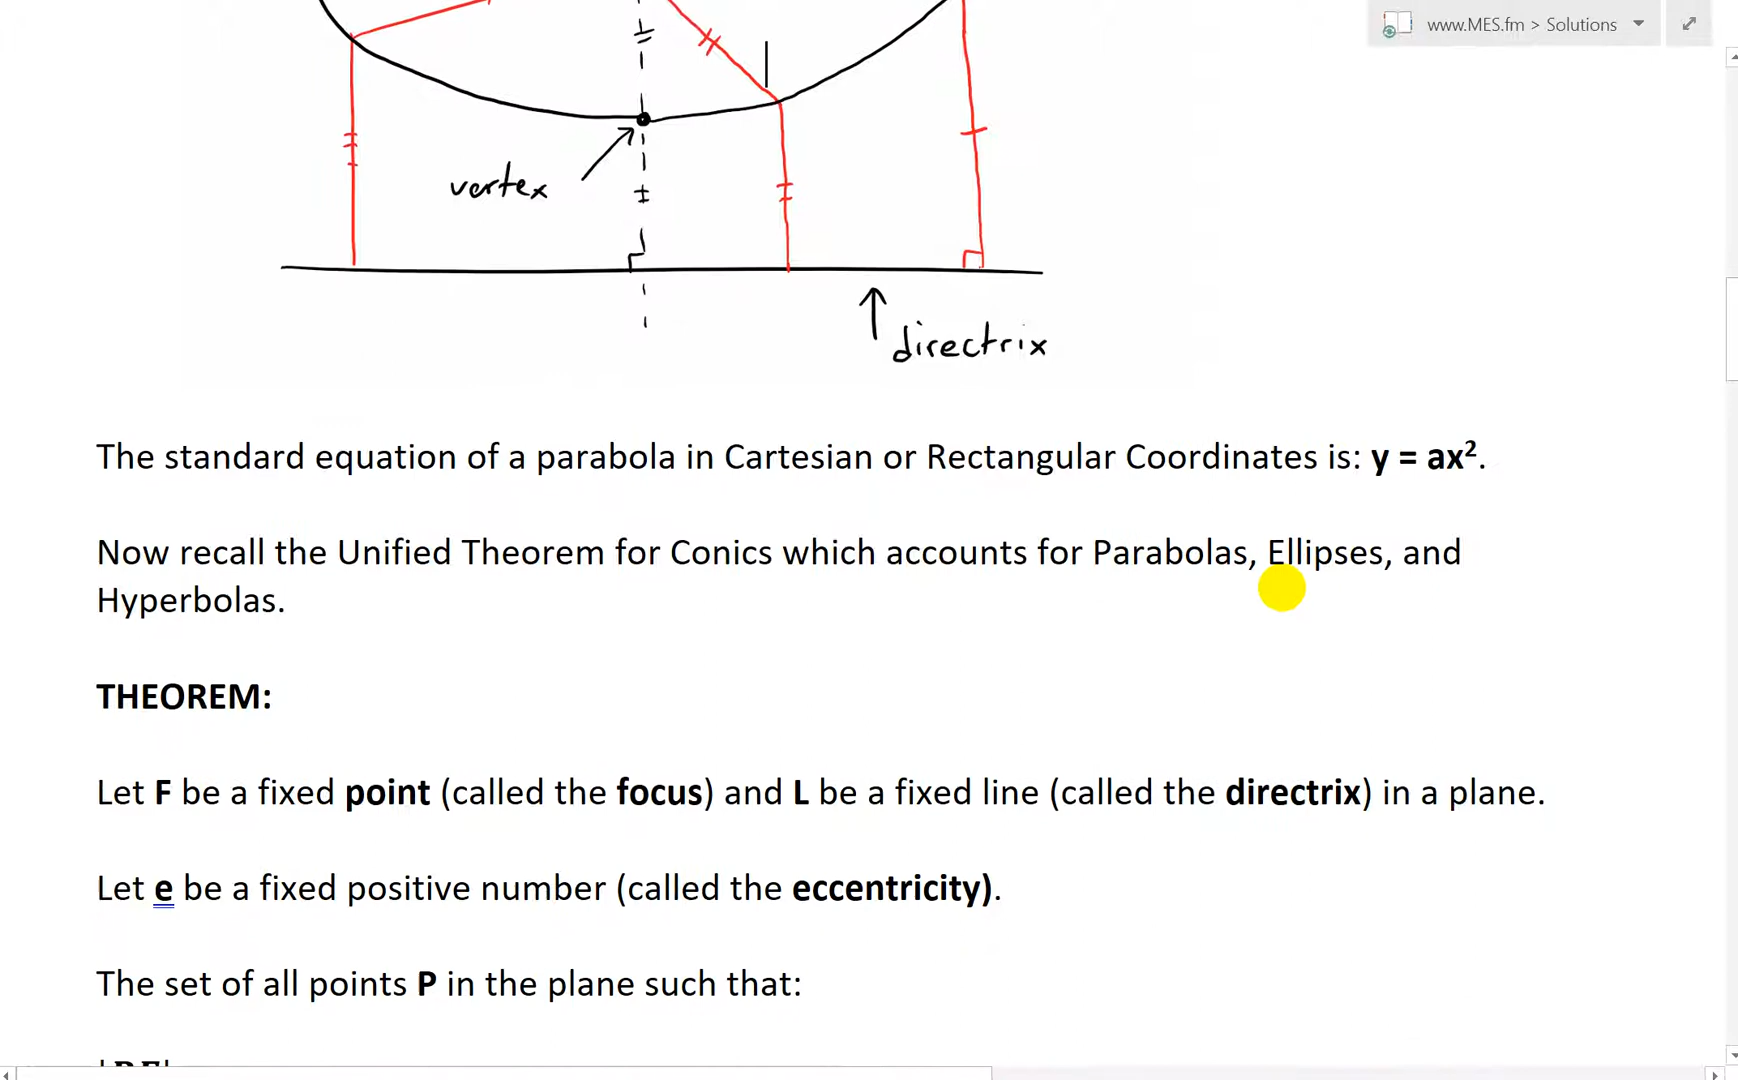 www.MES.fm > Solutions
vertex
directrix
The standard equation of a parabola in Cartesian or Rectangular Coordinates is: y = ax².
Now recall the Unified Theorem for Conics which accounts for Parabolas, Ellipses, and
Hyperbolas.
THEOREM:
Let F be a fixed point (called the focus) and L be a fixed line (called the directrix) in a plane.
Let e be a fixed positive number (called the eccentricity).
The set of all points P in the plane such that: